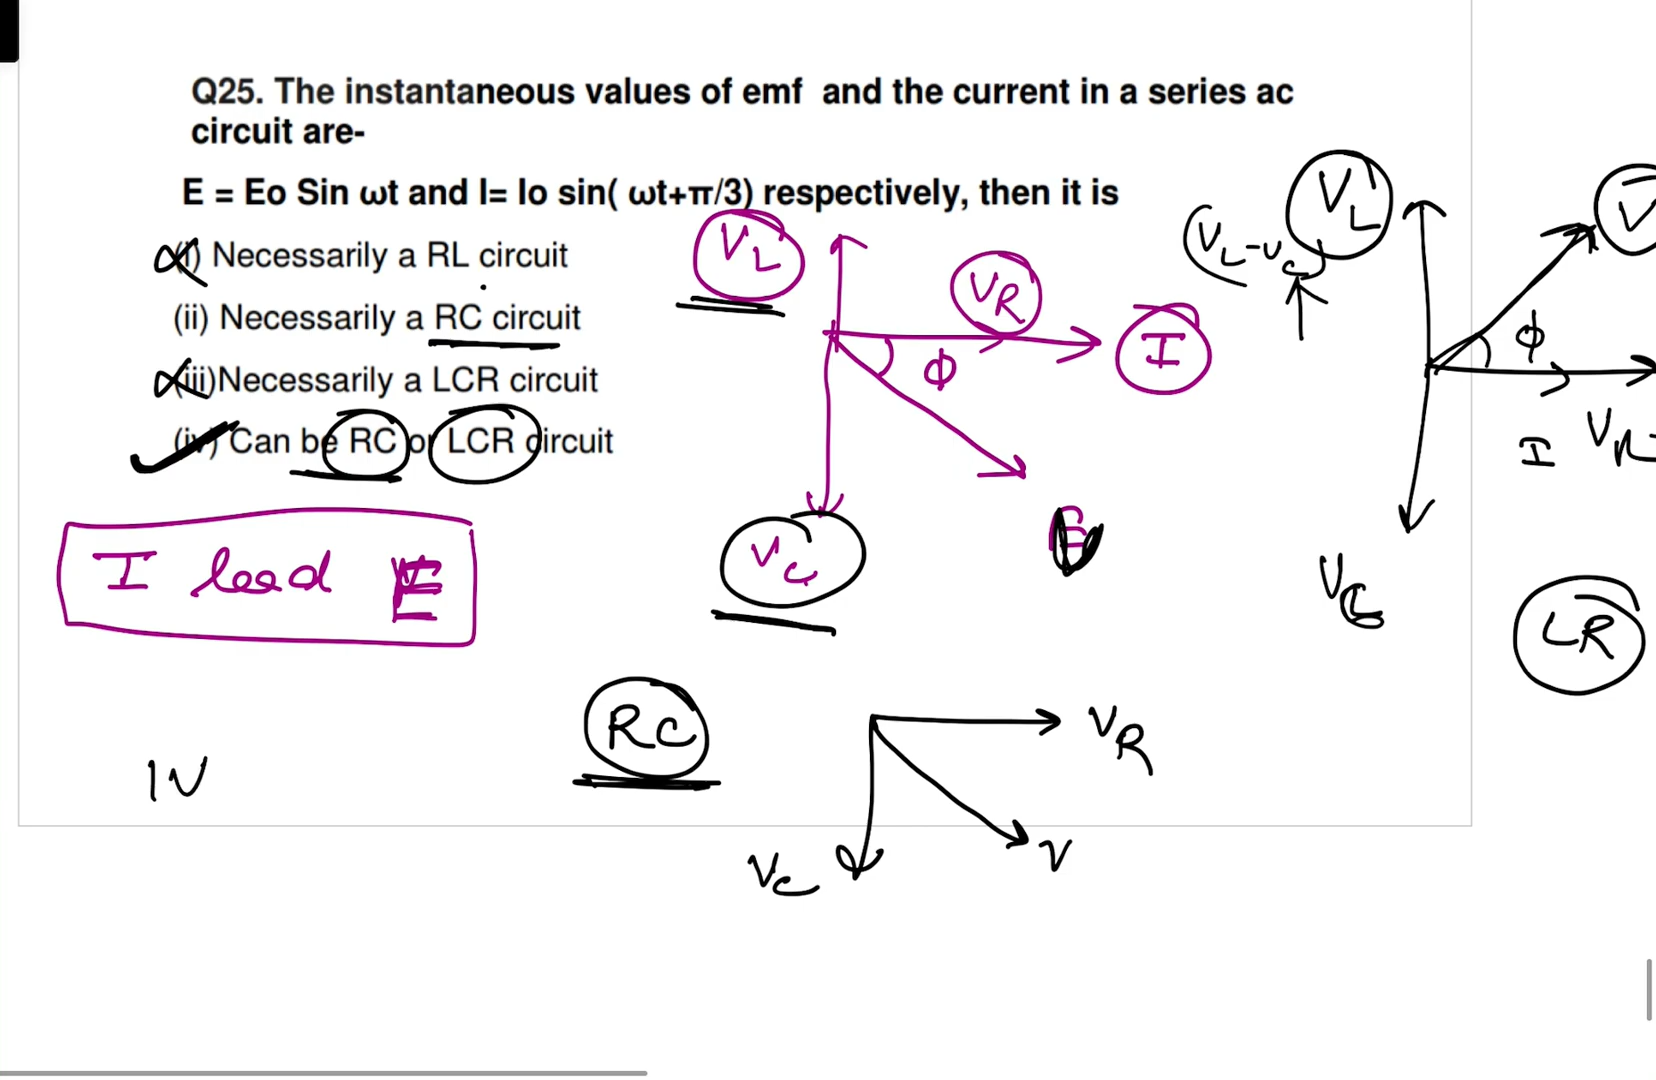 Q25. The instantaneous values of emf and the current in a series ac
circuit are-
E = Eo Sin ωt and I= Io sin( ωt+π/3) respectively, then it is
(i) Necessarily a RL circuit
(ii) Necessarily a RC circuit
(iii)Necessarily a LCR circuit
(iv) Can be RC or LCR circuit
VL
VR
I
ϕ
VC
I lead E
(VL-Vc)
VL
V
ϕ
I
VR
VC
LR
RC
VR
V
VC
IV